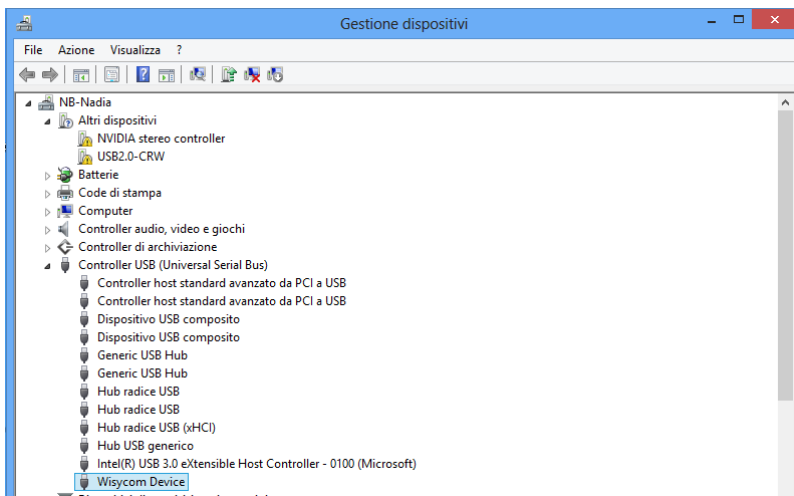 Gestione dispositivi
File Azione Visualizza ?
NB-Nadia
Altri dispositivi
NVIDIA stereo controller
USB2.0-CRW
Batterie
Code di stampa
Computer
Controller audio, video e giochi
Controller di archiviazione
Controller USB (Universal Serial Bus)
Controller host standard avanzato da PCI a USB
Controller host standard avanzato da PCI a USB
Dispositivo USB composito
Dispositivo USB composito
Generic USB Hub
Generic USB Hub
Hub radice USB
Hub radice USB
Hub radice USB (xHCI)
Hub USB generico
Intel(R) USB 3.0 eXtensible Host Controller - 0100 (Microsoft)
Wisycom Device